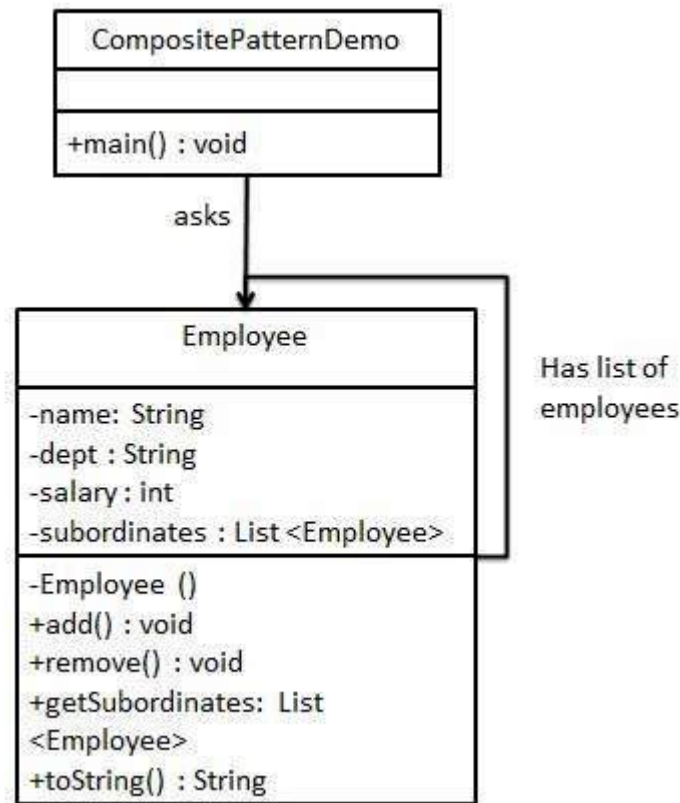 CompositePatternDemo
+main() : void
asks
Employee
-name: String
-dept : String
-salary : int
-subordinates : List <Employee>
Has list of
employees
-Employee ()
+add() : void
+remove() : void
+getSubordinates: List
<Employee>
+toString() : String